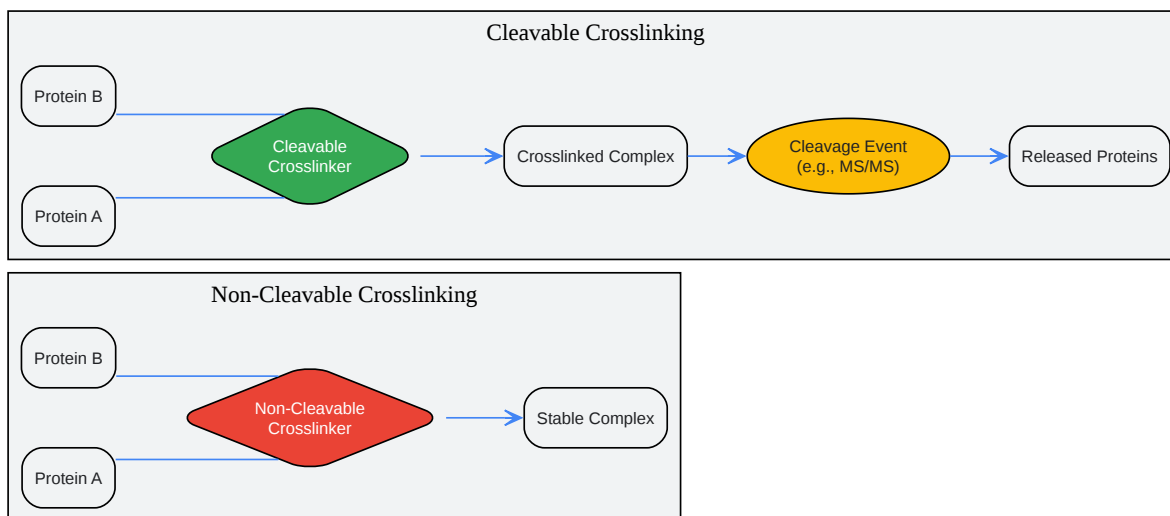 Cleavable Crosslinking
Protein B
Protein A
Cleavable
Crosslinker
Crosslinked Complex
Cleavage Event
(e.g., MS/MS)
Released Proteins
Non-Cleavable Crosslinking
Protein B
Protein A
Non-Cleavable
Crosslinker
Stable Complex